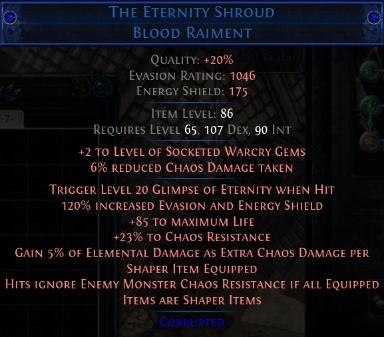 The Eternity Shroud
Blood Raiment
Quality: +20%
Evasion Rating: 1046
Energy Shield: 175
Item Level: 86
Requires Level 65, 107 Dex, 90 Int
+2 to Level of Socketed Warcry Gems
6% reduced Chaos Damage taken
Trigger Level 20 Glimpse of Eternity when Hit
120% increased Evasion and Energy Shield
+85 to maximum Life
+23% to Chaos Resistance
Gain 5% of Elemental Damage as Extra Chaos Damage per
Shaper Item Equipped
Hits ignore Enemy Monster Chaos Resistance if all Equipped
Items are Shaper Items
Corrupted